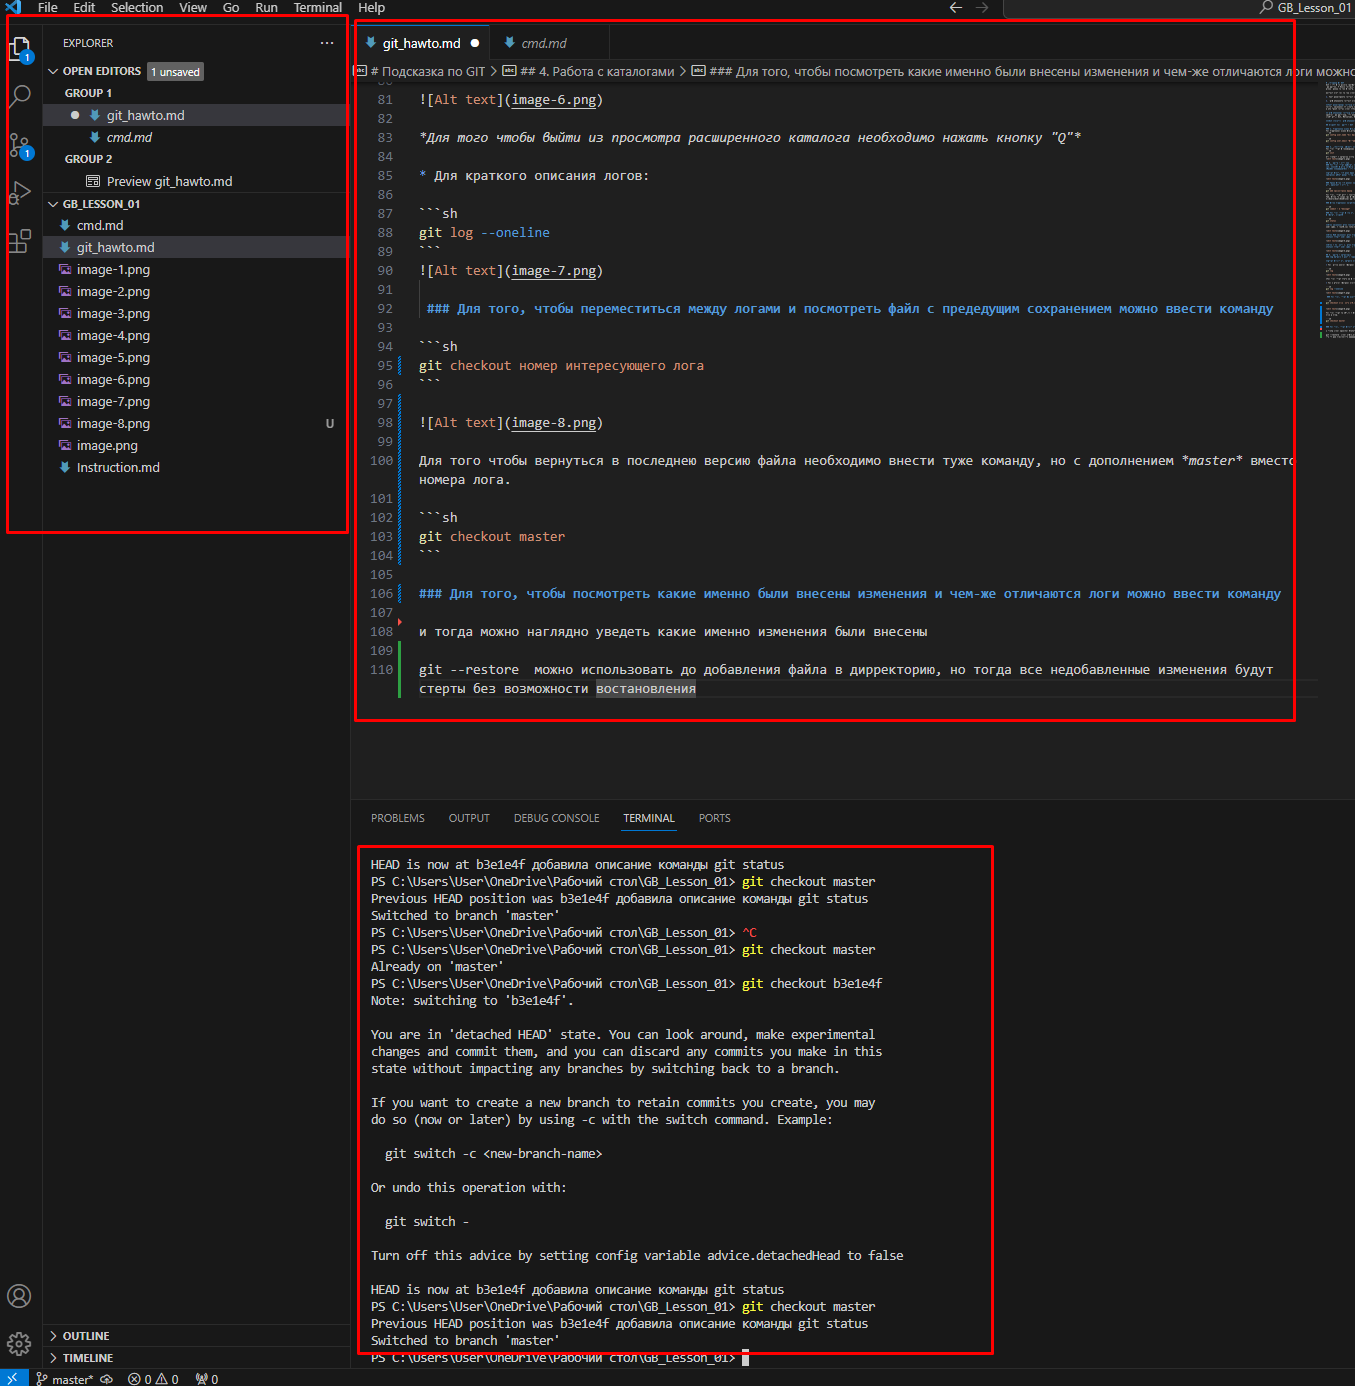 File Edit Selection View Go Run Terminal Help
GB_Lesson_01
EXPLORER
OPEN EDITORS 1 unsaved
GROUP 1
git_hawto.md
cmd.md
GROUP 2
Preview git_hawto.md
GB_LESSON_01
cmd.md
git_hawto.md
image-1.png
image-2.png
image-3.png
image-4.png
image-5.png
image-6.png
image-7.png
image-8.png U
image.png
Instruction.md
OUTLINE
TIMELINE
git_hawto.md
cmd.md
# Подсказка по GIT > ## 4. Работа с каталогами > ### Для того, чтобы посмотреть какие именно были внесены изменения и чем-же отличаются логи можно
81 ![Alt text](image-6.png)
82
83 *Для того чтобы выйти из просмотра расширенного каталога необходимо нажать кнопку "Q"*
84
85 * Для краткого описания логов:
86
87 ```sh
88 git log --oneline
89 ```
90 ![Alt text](image-7.png)
91
92 ### Для того, чтобы переместиться между логами и посмотреть файл с предедущим сохранением можно ввести команду
93
94 ```sh
95 git checkout номер интересующего лога
96 ```
97
98 ![Alt text](image-8.png)
99
100 Для того чтобы вернуться в последнею версию файла необходимо внести туже команду, но с дополнением *master* вместо
номера лога.
101
102 ```sh
103 git checkout master
104 ```
105
106 ### Для того, чтобы посмотреть какие именно были внесены изменения и чем-же отличаются логи можно ввести команду
107
108 и тогда можно наглядно уведеть какие именно изменения были внесены
109
110 git --restore  можно использовать до добавления файла в дирректорию, но тогда все недобавленные изменения будут
стерты без возможности востановления
PROBLEMS OUTPUT DEBUG CONSOLE TERMINAL PORTS
HEAD is now at b3e1e4f добавила описание команды git status
PS C:\Users\User\OneDrive\Рабочий стол\GB_Lesson_01> git checkout master
Previous HEAD position was b3e1e4f добавила описание команды git status
Switched to branch 'master'
PS C:\Users\User\OneDrive\Рабочий стол\GB_Lesson_01> ^C
PS C:\Users\User\OneDrive\Рабочий стол\GB_Lesson_01> git checkout master
Already on 'master'
PS C:\Users\User\OneDrive\Рабочий стол\GB_Lesson_01> git checkout b3e1e4f
Note: switching to 'b3e1e4f'.
You are in 'detached HEAD' state. You can look around, make experimental
changes and commit them, and you can discard any commits you make in this
state without impacting any branches by switching back to a branch.
If you want to create a new branch to retain commits you create, you may
do so (now or later) by using -c with the switch command. Example:
git switch -c <new-branch-name>
Or undo this operation with:
git switch -
Turn off this advice by setting config variable advice.detachedHead to false
HEAD is now at b3e1e4f добавила описание команды git status
PS C:\Users\User\OneDrive\Рабочий стол\GB_Lesson_01> git checkout master
Previous HEAD position was b3e1e4f добавила описание команды git status
Switched to branch 'master'
PS C:\Users\User\OneDrive\Рабочий стол\GB_Lesson_01>
master* 0 0 0